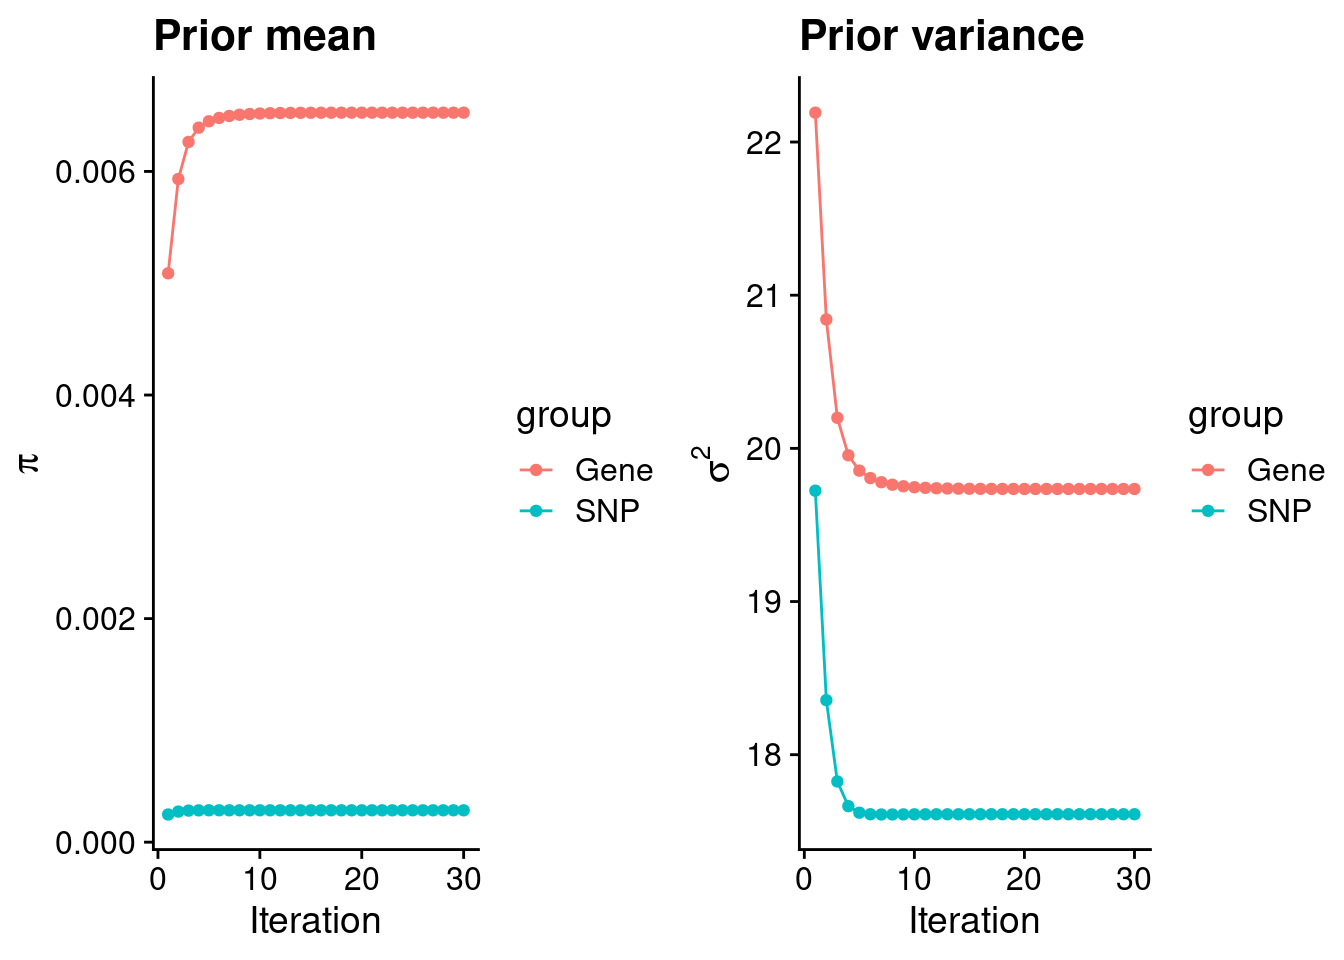 Prior mean
π
0.006
0.004
0.002
0.000
0
10
20
30
Iteration
group
Gene
SNP
Prior variance
σ²
22
21
20
19
18
0
10
20
30
Iteration
group
Gene
SNP